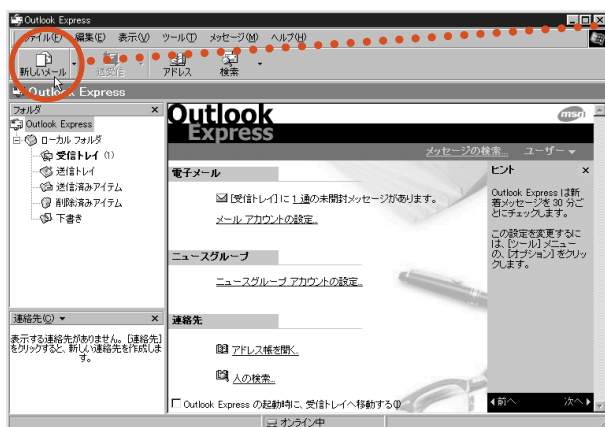 Outlook Express
ファイル(F) 編集(E) 表示(V) ツール(T) メッセージ(M) ヘルプ(H)
新しいメール 送受信 アドレス 検索
Outlook Express
フォルダ ×
Outlook Express
ローカル フォルダ
受信トレイ (1)
送信トレイ
送信済みアイテム
削除済みアイテム
下書き
連絡先(C) ×
表示する連絡先がありません。[連絡先]
をクリックすると、新しい連絡先を作成しま
す。
Outlook
Express
msn
メッセージの検索... ユーザー
電子メール
[受信トレイ] に 1 通の未開封メッセージがあります。
メール アカウントの設定...
ニュースグループ
ニュースグループ アカウントの設定...
連絡先
アドレス帳を開く...
人の検索...
Outlook Express の起動時に、受信トレイへ移動する(I)
ヒント ×
Outlook Express は新
着メッセージを 30 分ご
とにチェックします。
この設定を変更するに
は、[ツール] メニュー
の、[オプション] をクリッ
クします。
前へ 次へ
オンライン中